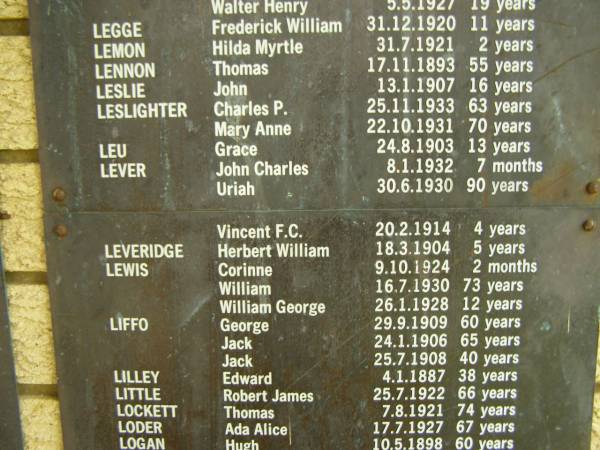 Walter Henry 5.5.1927 19 years
LEGGE Frederick William 31.12.1920 11 years
LEMON Hilda Myrtle 31.7.1921 2 years
LENNON Thomas 17.11.1893 55 years
LESLIE John 13.1.1907 16 years
LESLIGHTER Charles P. 25.11.1933 63 years
Mary Anne 22.10.1931 70 years
LEU Grace 24.8.1903 13 years
LEVER John Charles 8.1.1932 7 months
Uriah 30.6.1930 90 years
Vincent F.C. 20.2.1914 4 years
LEVERIDGE Herbert William 18.3.1904 5 years
LEWIS Corinne 9.10.1924 2 months
William 16.7.1930 73 years
William George 26.1.1928 12 years
LIFFO George 29.9.1909 60 years
Jack 24.1.1906 65 years
Jack 25.7.1908 40 years
LILLEY Edward 4.1.1887 38 years
LITTLE Robert James 25.7.1922 66 years
LOCKETT Thomas 7.8.1921 74 years
LODER Ada Alice 17.7.1927 67 years
LOGAN Hugh 10.5.1898 60 years